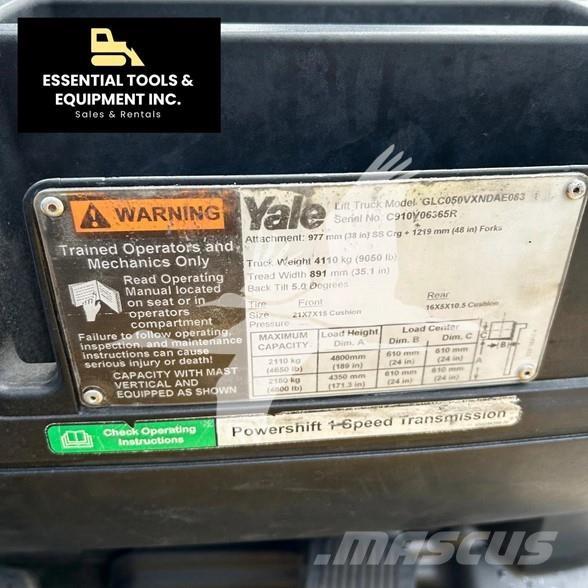 ESSENTIAL TOOLS &
EQUIPMENT INC.
Sales & Rentals
WARNING
Trained Operators and
Mechanics Only
Read Operating
Manual located
on seat or in
operators
compartment
Failure to follow operating,
inspection, and maintenance
instructions can cause
serious injury or death!
CAPACITY WITH MAST
VERTICAL AND
EQUIPPED AS SHOWN
Yale
Lift Truck Model GLC050VXNDAE083
Serial No. C910V06365R
Attachment: 977 mm (38 in) SS Crg + 1219 mm (48 in) Forks
Truck Weight 4110 kg (9050 lb)
Tread Width 891 mm (35.1 in)
Back Tilt 5.0 Degrees
Tire Front Rear
Size 21X7X15 Cushion 16X5X10.5 Cushion
Pressure
MAXIMUM CAPACITY Load Height Dim. A Load Center Dim. B Dim. C
2110 kg (4650 lb) 4800mm (189 in) 610 mm (24 in) 610 mm (24 in)
2180 kg (4800 lb) 4350 mm (171.3 in) 610 mm (24 in) 610 mm (24 in)
C
B
A
Check Operating
Instructions
Powershift 1-Speed Transmission
MASCUS